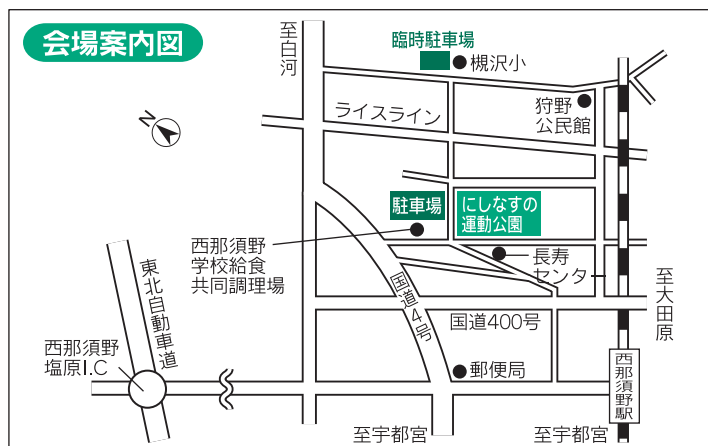 会場案内図
至白河
臨時駐車場
槻沢小
狩野
公民館
ライスライン
N
駐車場
にしなすの
運動公園
西那須野
学校給食
共同調理場
長寿
センター
東北自動車道
国道4号
至大田原
国道400号
西那須野
塩原I.C
郵便局
西那須野駅
至宇都宮
至宇都宮